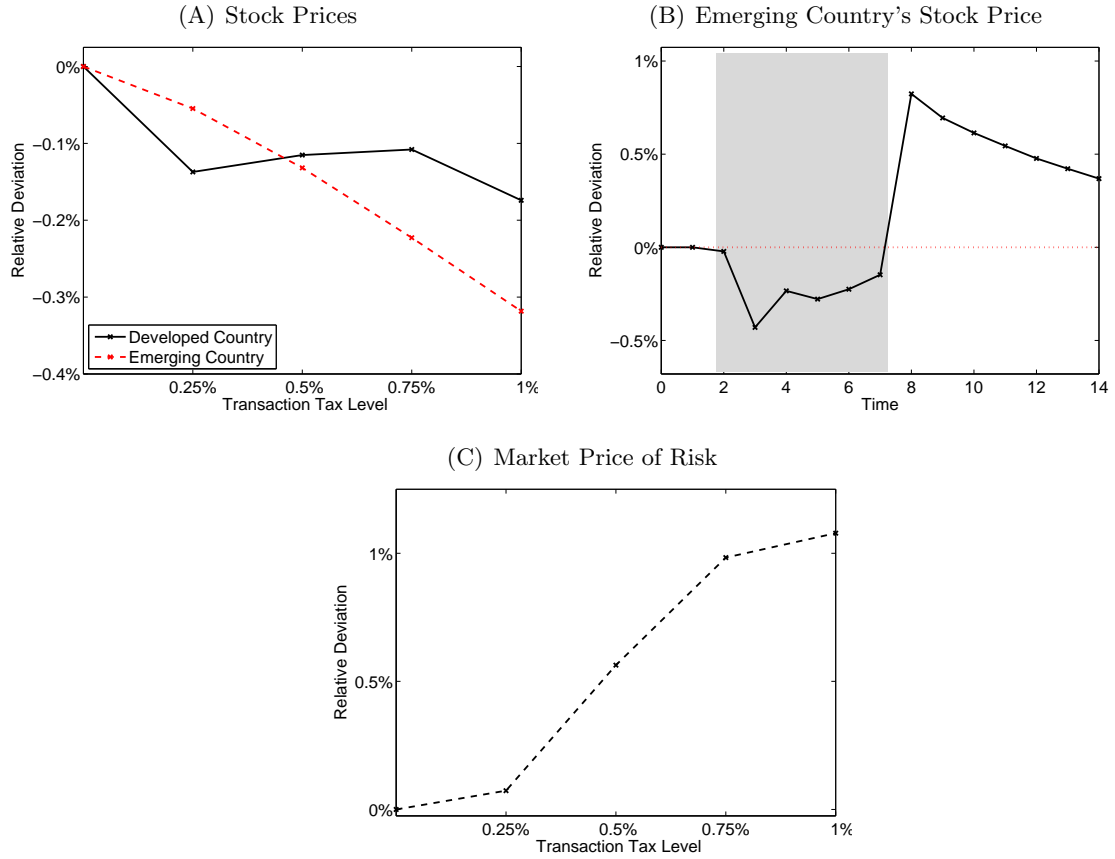 (A) Stock Prices
0%
−0.1%
−0.2%
−0.3%
−0.4%
Relative Deviation
Developed Country
Emerging Country
0.25%
0.5%
0.75%
1%
Transaction Tax Level
(B) Emerging Country's Stock Price
1%
0.5%
0%
−0.5%
Relative Deviation
0
2
4
6
8
10
12
14
Time
(C) Market Price of Risk
1%
0.5%
0%
Relative Deviation
0.25%
0.5%
0.75%
1%
Transaction Tax Level